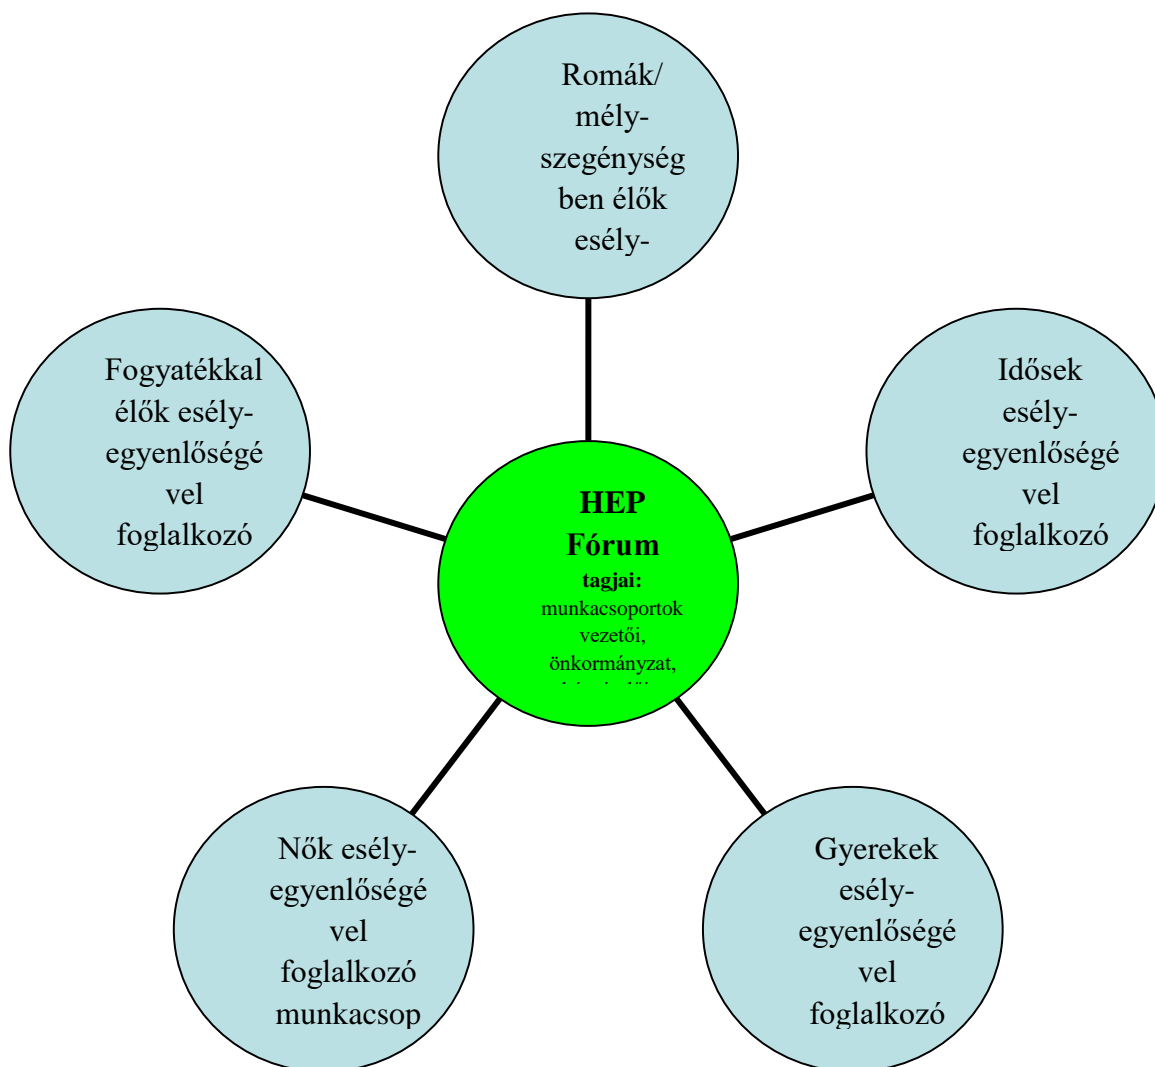 Romák/
mély-
szegénység
ben élők
esély-
Fogyatékkal
élők esély-
egyenlőségé
vel
foglalkozó
Idősek
esély-
egyenlőségé
vel
foglalkozó
HEP
Fórum
tagjai:
munkacsoportok
vezetői,
önkormányzat,
Nők esély-
egyenlőségé
vel
foglalkozó
munkacsop
Gyerekek
esély-
egyenlőségé
vel
foglalkozó